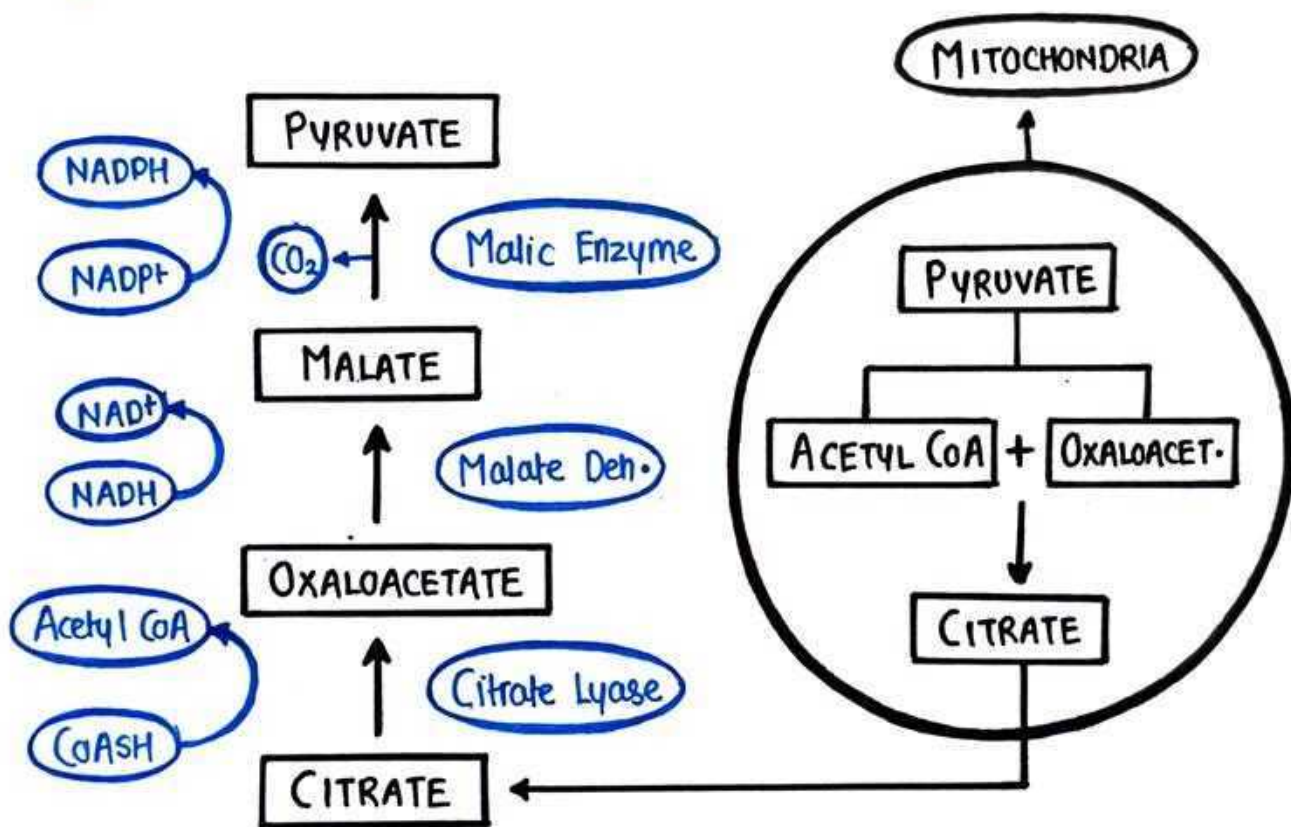 MITOCHONDRIA
PYRUVATE
NADPH
CO₂
Malic Enzyme
NADP+
PYRUVATE
MALATE
NAD+
ACETYL COA + OXALOACET.
Malate Deh.
NADH
OXALOACETATE
Acetyl CoA
CITRATE
Citrate Lyase
CoASH
CITRATE